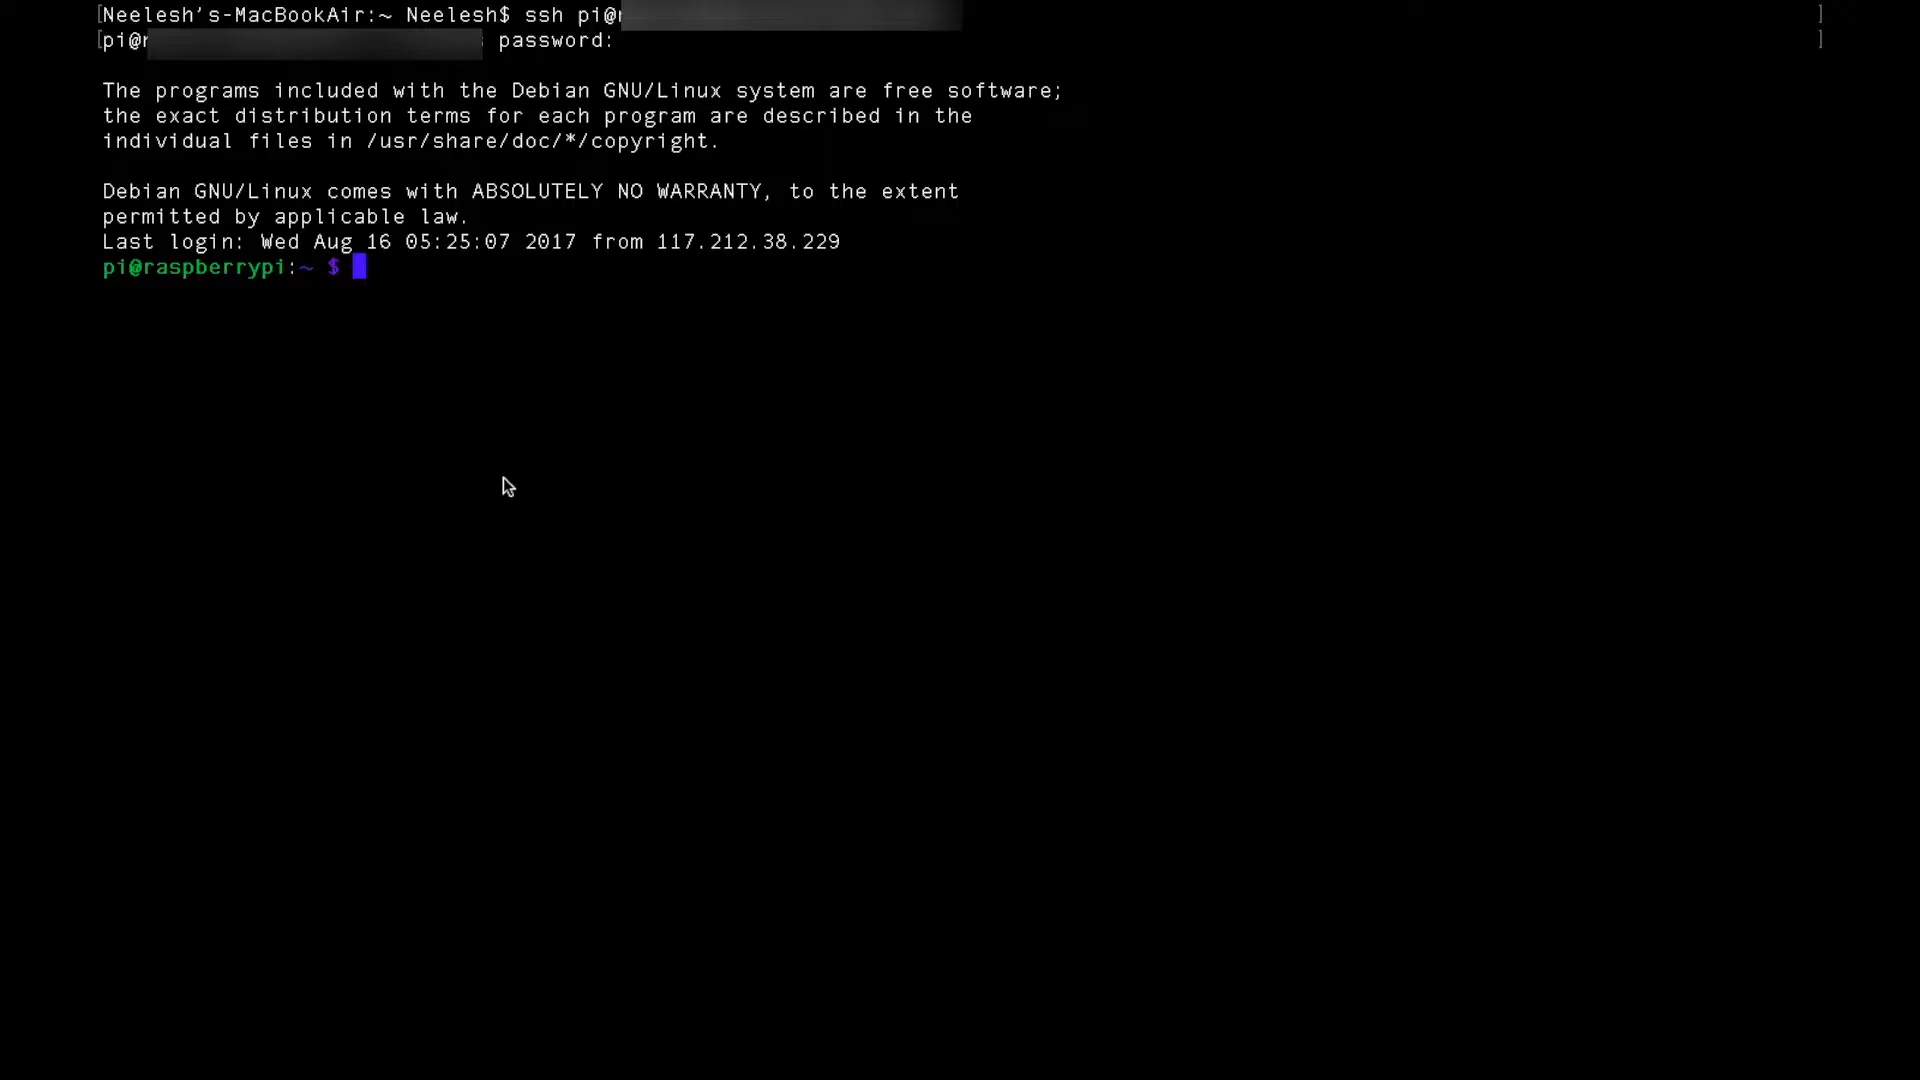 [Neelesh's-MacBookAir:~ Neelesh$ ssh pi@ ]
[pi@ password: ]
The programs included with the Debian GNU/Linux system are free software;
the exact distribution terms for each program are described in the
individual files in /usr/share/doc/*/copyright.
Debian GNU/Linux comes with ABSOLUTELY NO WARRANTY, to the extent
permitted by applicable law.
Last login: Wed Aug 16 05:25:07 2017 from 117.212.38.229
pi@raspberrypi:~ $